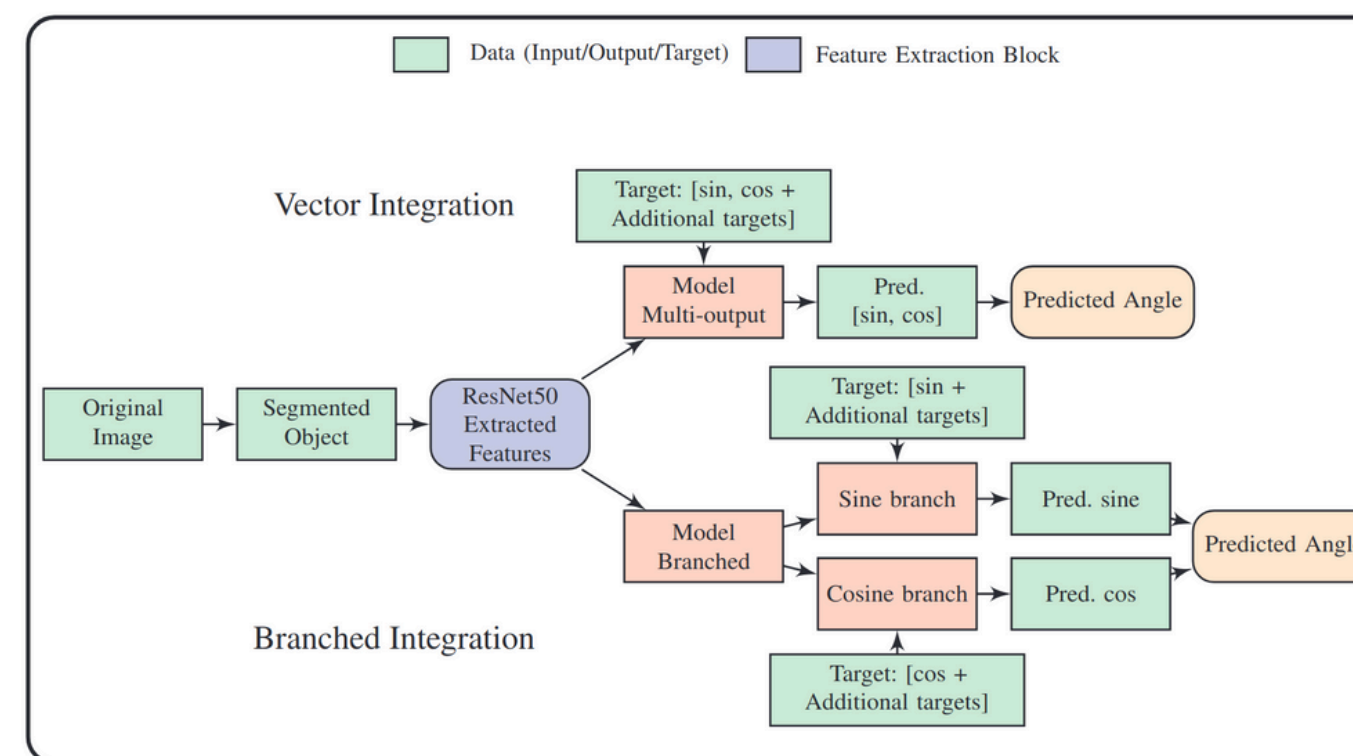 Data (Input/Output/Target)
Feature Extraction Block
Vector Integration
Target: [sin, cos +
Additional targets]
Model
Multi-output
Pred.
[sin, cos]
Predicted Angle
Original
Image
Segmented
Object
ResNet50
Extracted
Features
Target: [sin +
Additional targets]
Sine branch
Pred. sine
Model
Branched
Predicted Angl
Cosine branch
Pred. cos
Branched Integration
Target: [cos +
Additional targets]